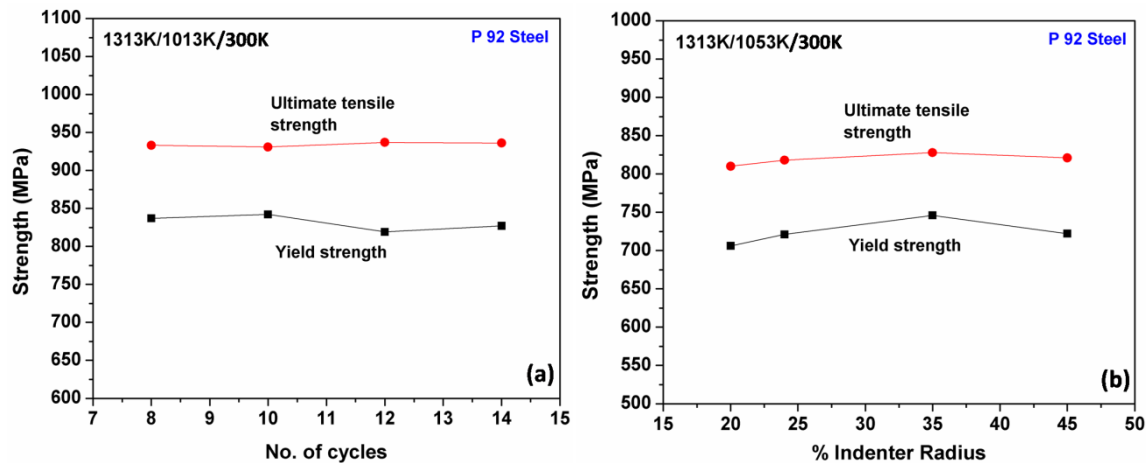 1100
1050
1000
950
900
850
800
750
700
650
600
Strength (MPa)
1313K/1013K/300K
P 92 Steel
Ultimate tensile
strength
Yield strength
(a)
7 8 9 10 11 12 13 14 15
No. of cycles
1000
950
900
850
800
750
700
650
600
550
500
Strength (MPa)
1313K/1053K/300K
P 92 Steel
Ultimate tensile
strength
Yield strength
(b)
15 20 25 30 35 40 45 50
% Indenter Radius